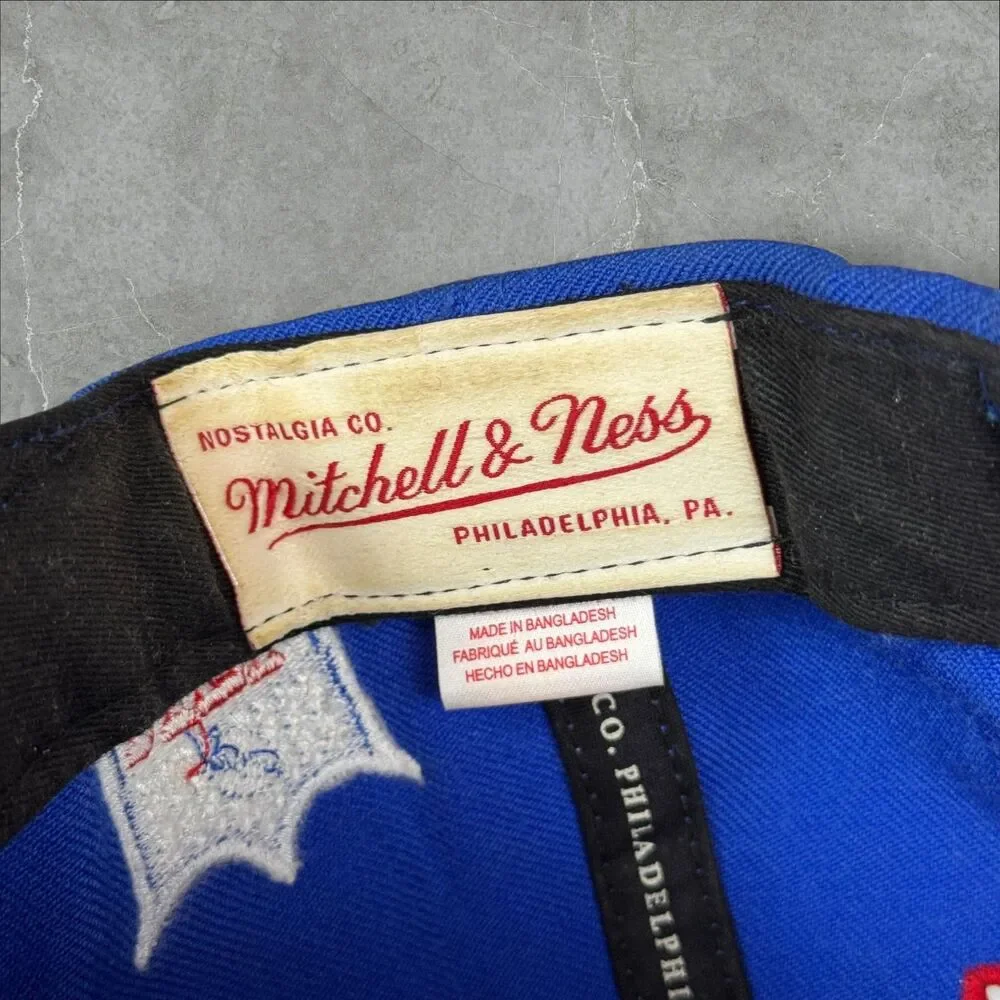 NOSTALGIA CO.
Mitchell & Ness
PHILADELPHIA, PA.
MADE IN BANGLADESH
FABRIQUÉ AU BANGLADESH
HECHO EN BANGLADESH
CO. PHILADELPHI